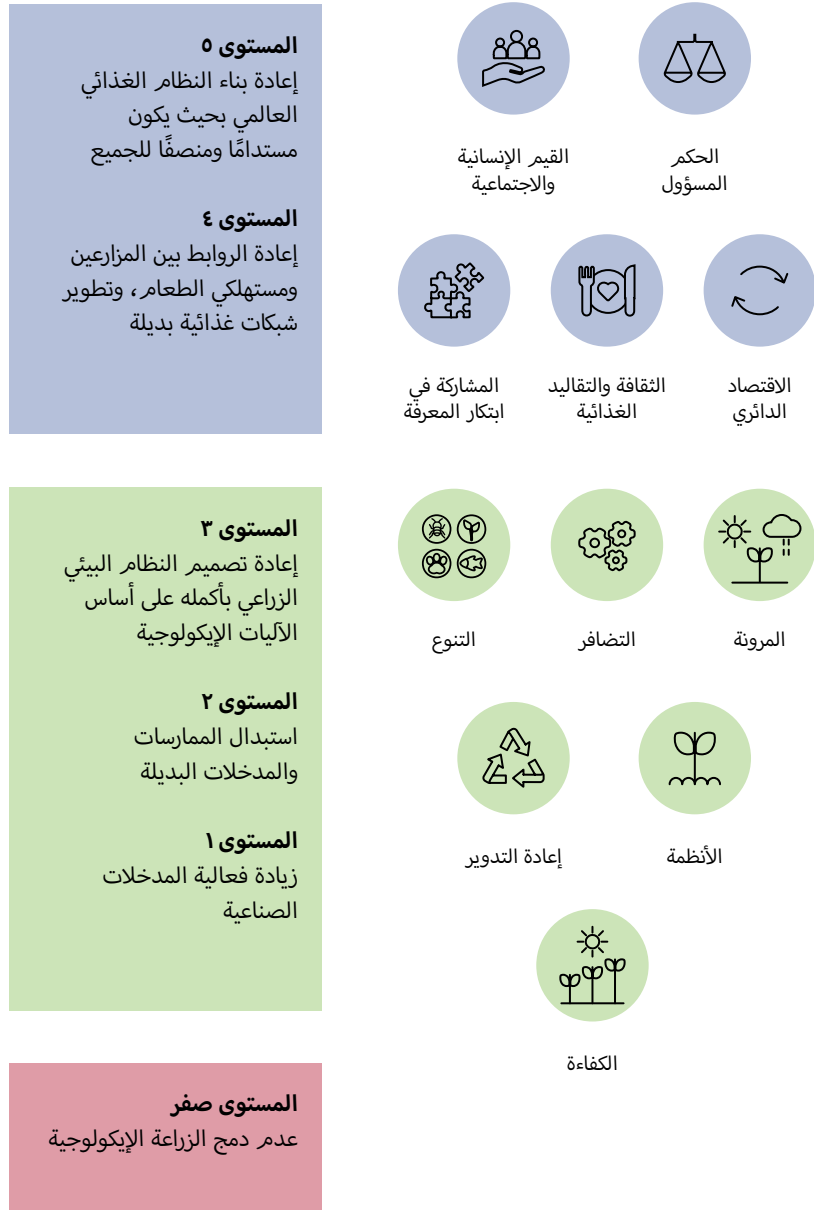 المستوى ٥
إعادة بناء النظام الغذائي
العالمي بحيث يكون
مستدامًا ومنصفًا للجميع
المستوى ٤
إعادة الروابط بين المزارعين
ومستهلكي الطعام، وتطوير
شبكات غذائية بديلة
الحكم
المسؤول
القيم الإنسانية
والاجتماعية
الاقتصاد
الدائري
الثقافة والتقاليد
الغذائية
المشاركة في
ابتكار المعرفة
المستوى ٣
إعادة تصميم النظام البيئي
الزراعي بأكمله على أساس
الآليات الإيكولوجية
المستوى ٢
استبدال الممارسات
والمدخلات البديلة
المستوى ١
زيادة فعالية المدخلات
الصناعية
المرونة
التضافر
التنوع
الأنظمة
إعادة التدوير
الكفاءة
المستوى صفر
عدم دمج الزراعة الإيكولوجية